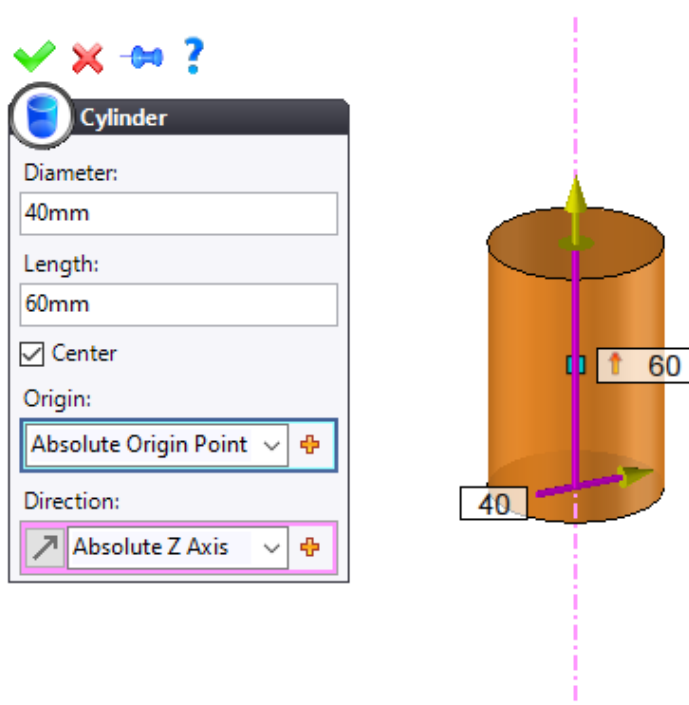 ?
Cylinder
Diameter:
40mm
Length:
60mm
Center
Origin:
Absolute Origin Point
Direction:
Absolute Z Axis
60
40